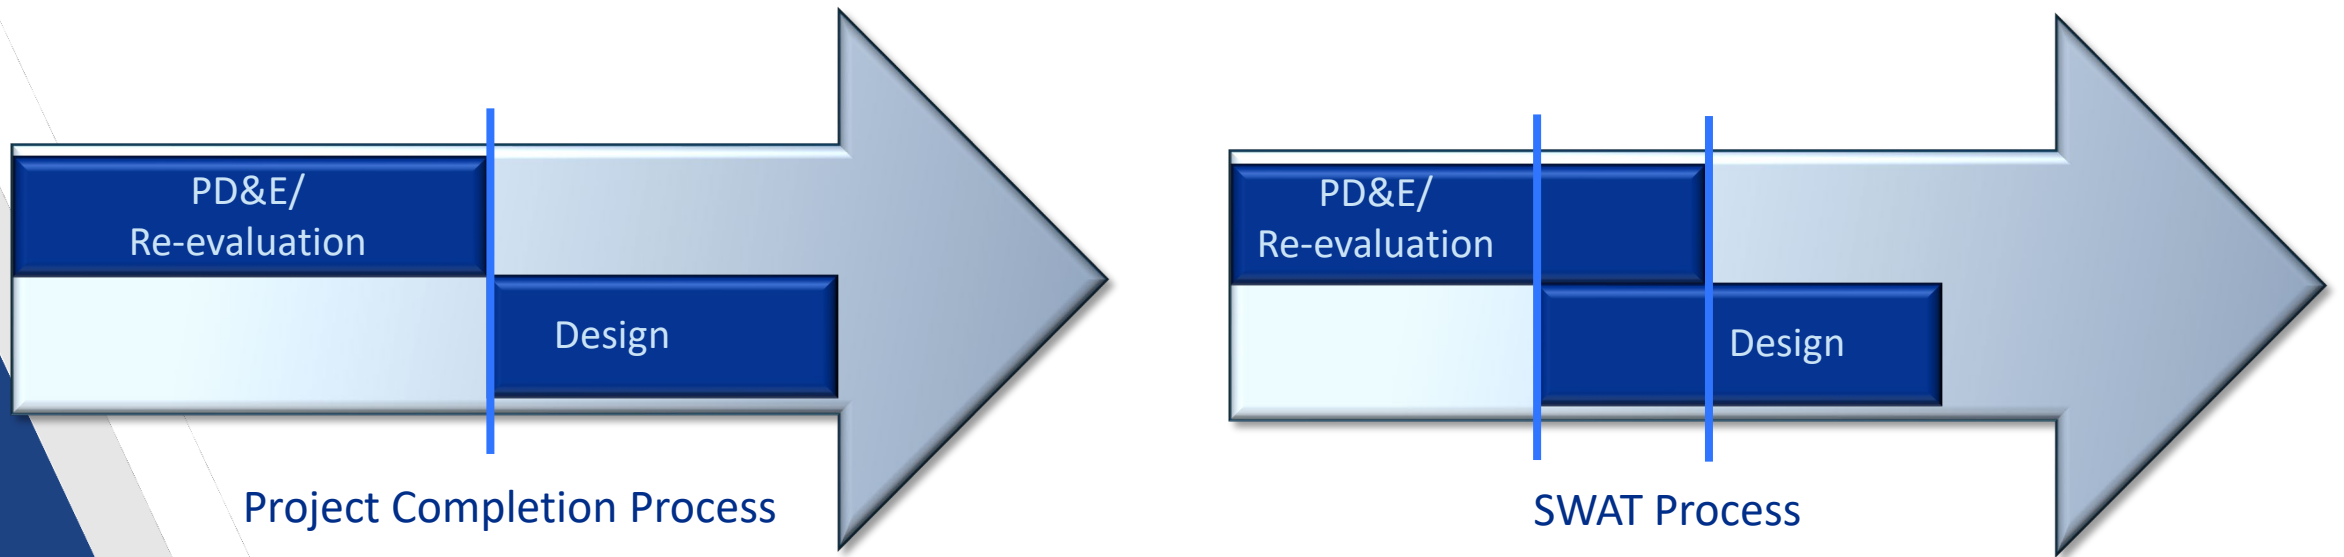 PD&E/
Re-evaluation
Design
Project Completion Process
PD&E/
Re-evaluation
Design
SWAT Process